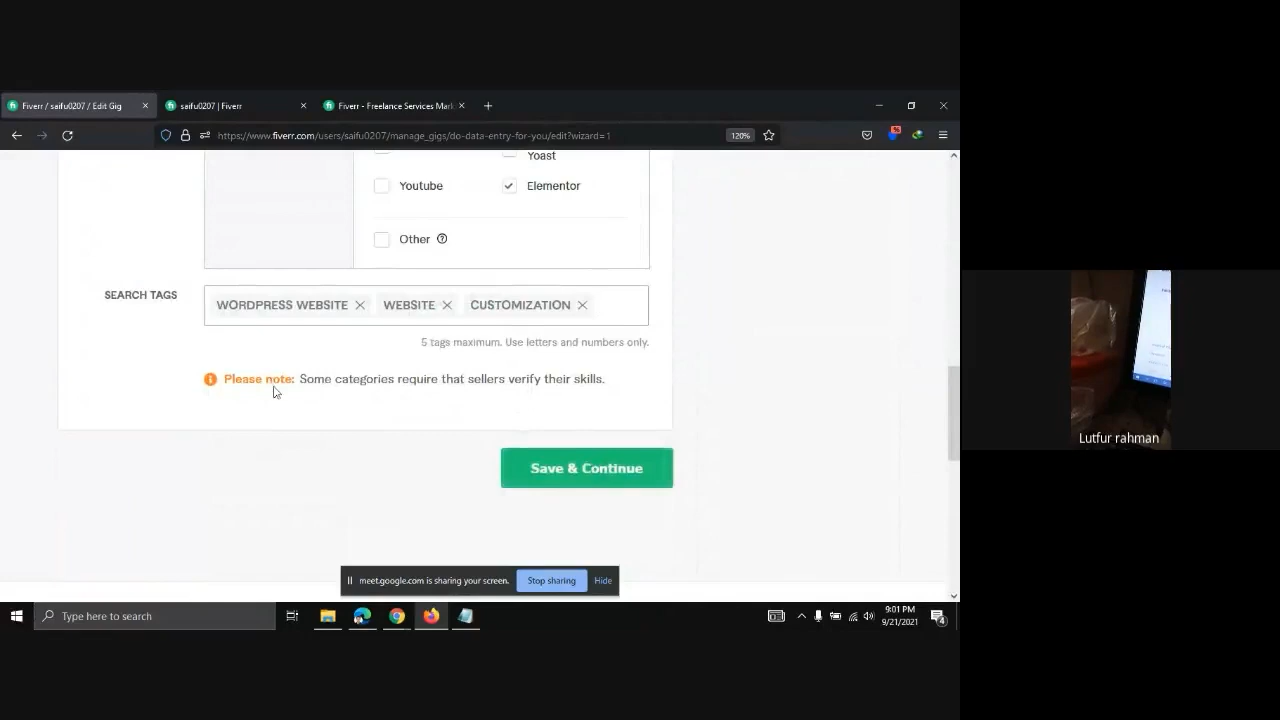 Fiverr / saifu0207 / Edit Gig
saifu0207 | Fiverr
Fiverr - Freelance Services Mark
https://www.fiverr.com/users/saifu0207/manage_gigs/do-data-entry-for-you/edit?wizard=1
120%
Yoast
Youtube
Elementor
Other
SEARCH TAGS
WORDPRESS WEBSITE
WEBSITE
CUSTOMIZATION
5 tags maximum. Use letters and numbers only.
Please note: Some categories require that sellers verify their skills.
Save & Continue
Lutfur rahman
meet.google.com is sharing your screen.
Stop sharing
Hide
Type here to search
9:01 PM
9/21/2021
4